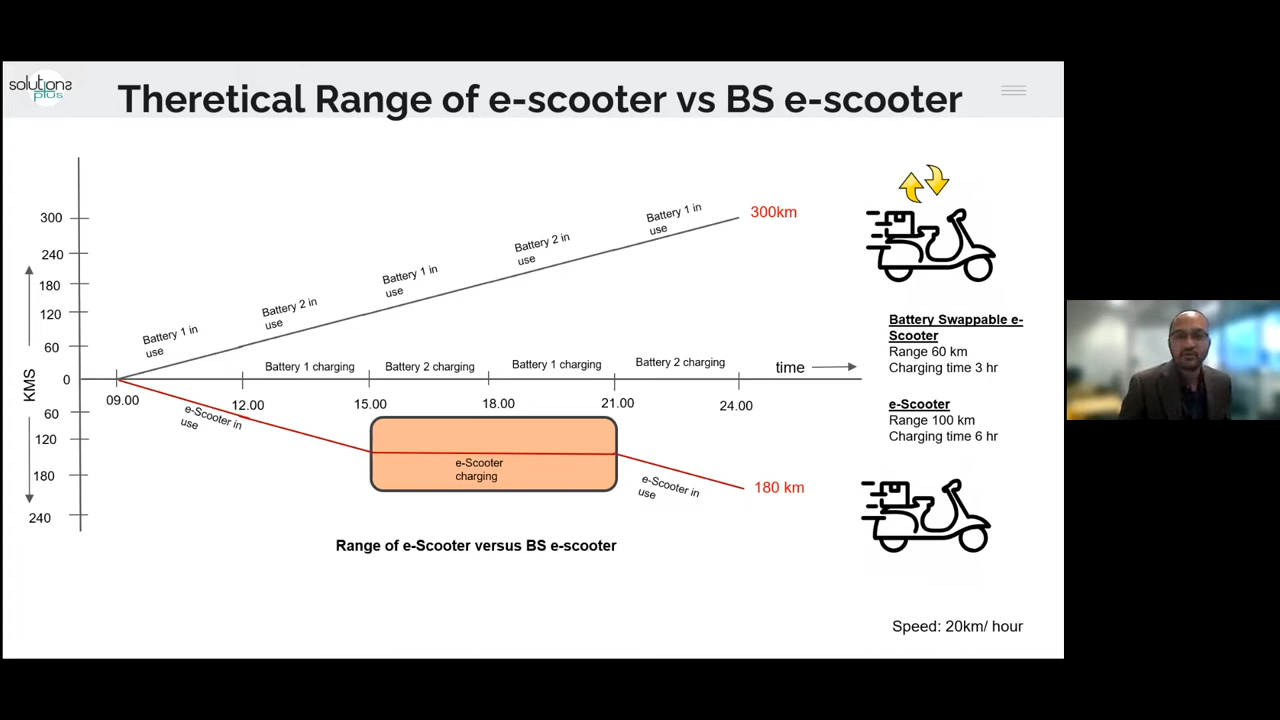 solutions
plus
Theretical Range of e-scooter vs BS e-scooter
300
240
180
120
60
0
60
120
180
240
KMS
Battery 1 in
use
Battery 2 in
use
Battery 1 in
use
Battery 2 in
use
Battery 1 in
use
300km
Battery 1 charging
Battery 2 charging
Battery 1 charging
Battery 2 charging
time
09.00
12.00
15.00
18.00
21.00
24.00
e-Scooter in
use
e-Scooter
charging
e-Scooter in
use
180 km
Range of e-Scooter versus BS e-scooter
Battery Swappable e-
Scooter
Range 60 km
Charging time 3 hr
e-Scooter
Range 100 km
Charging time 6 hr
Speed: 20km/ hour